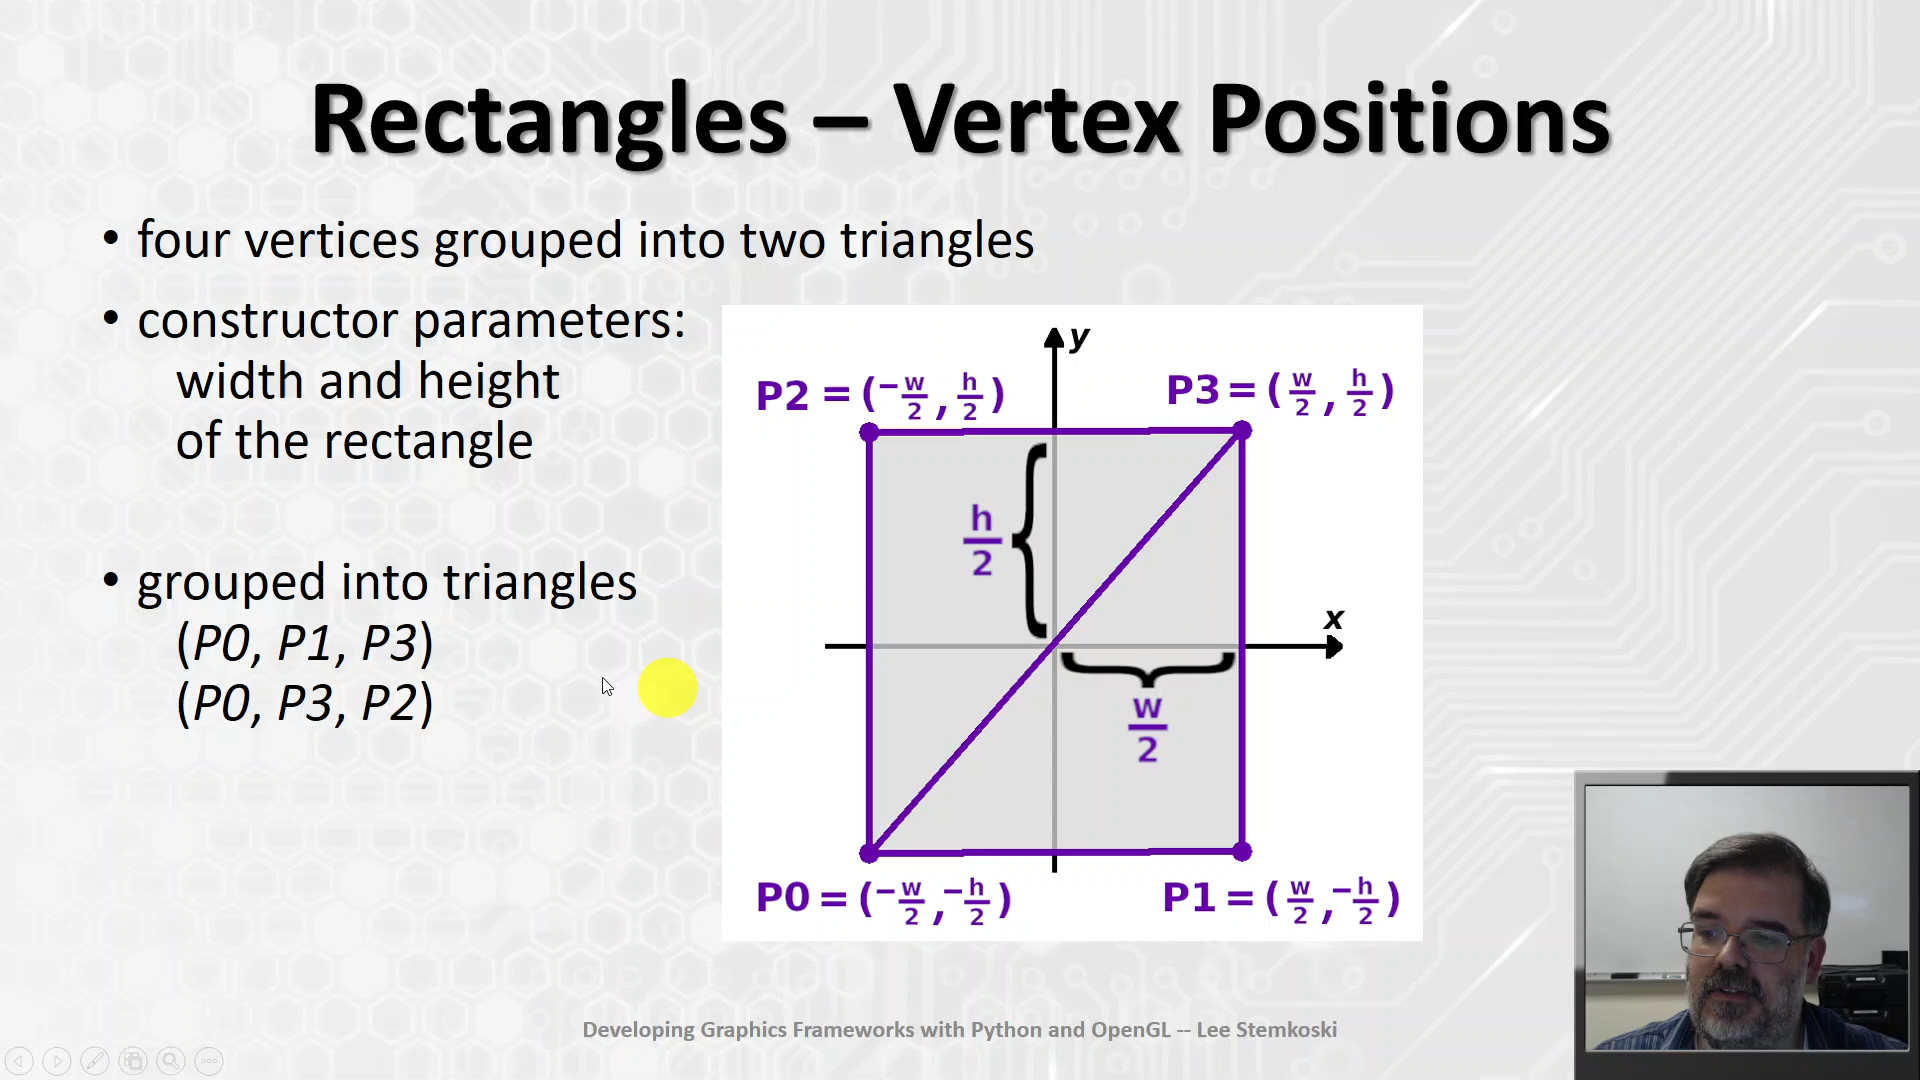 Rectangles – Vertex Positions
• four vertices grouped into two triangles
• constructor parameters:
width and height
of the rectangle
• grouped into triangles
(P0, P1, P3)
(P0, P3, P2)
y
P2 = (-w/2, h/2)
P3 = (w/2, h/2)
h/2
x
w/2
P0 = (-w/2, -h/2)
P1 = (w/2, -h/2)
Developing Graphics Frameworks with Python and OpenGL -- Lee Stemkoski